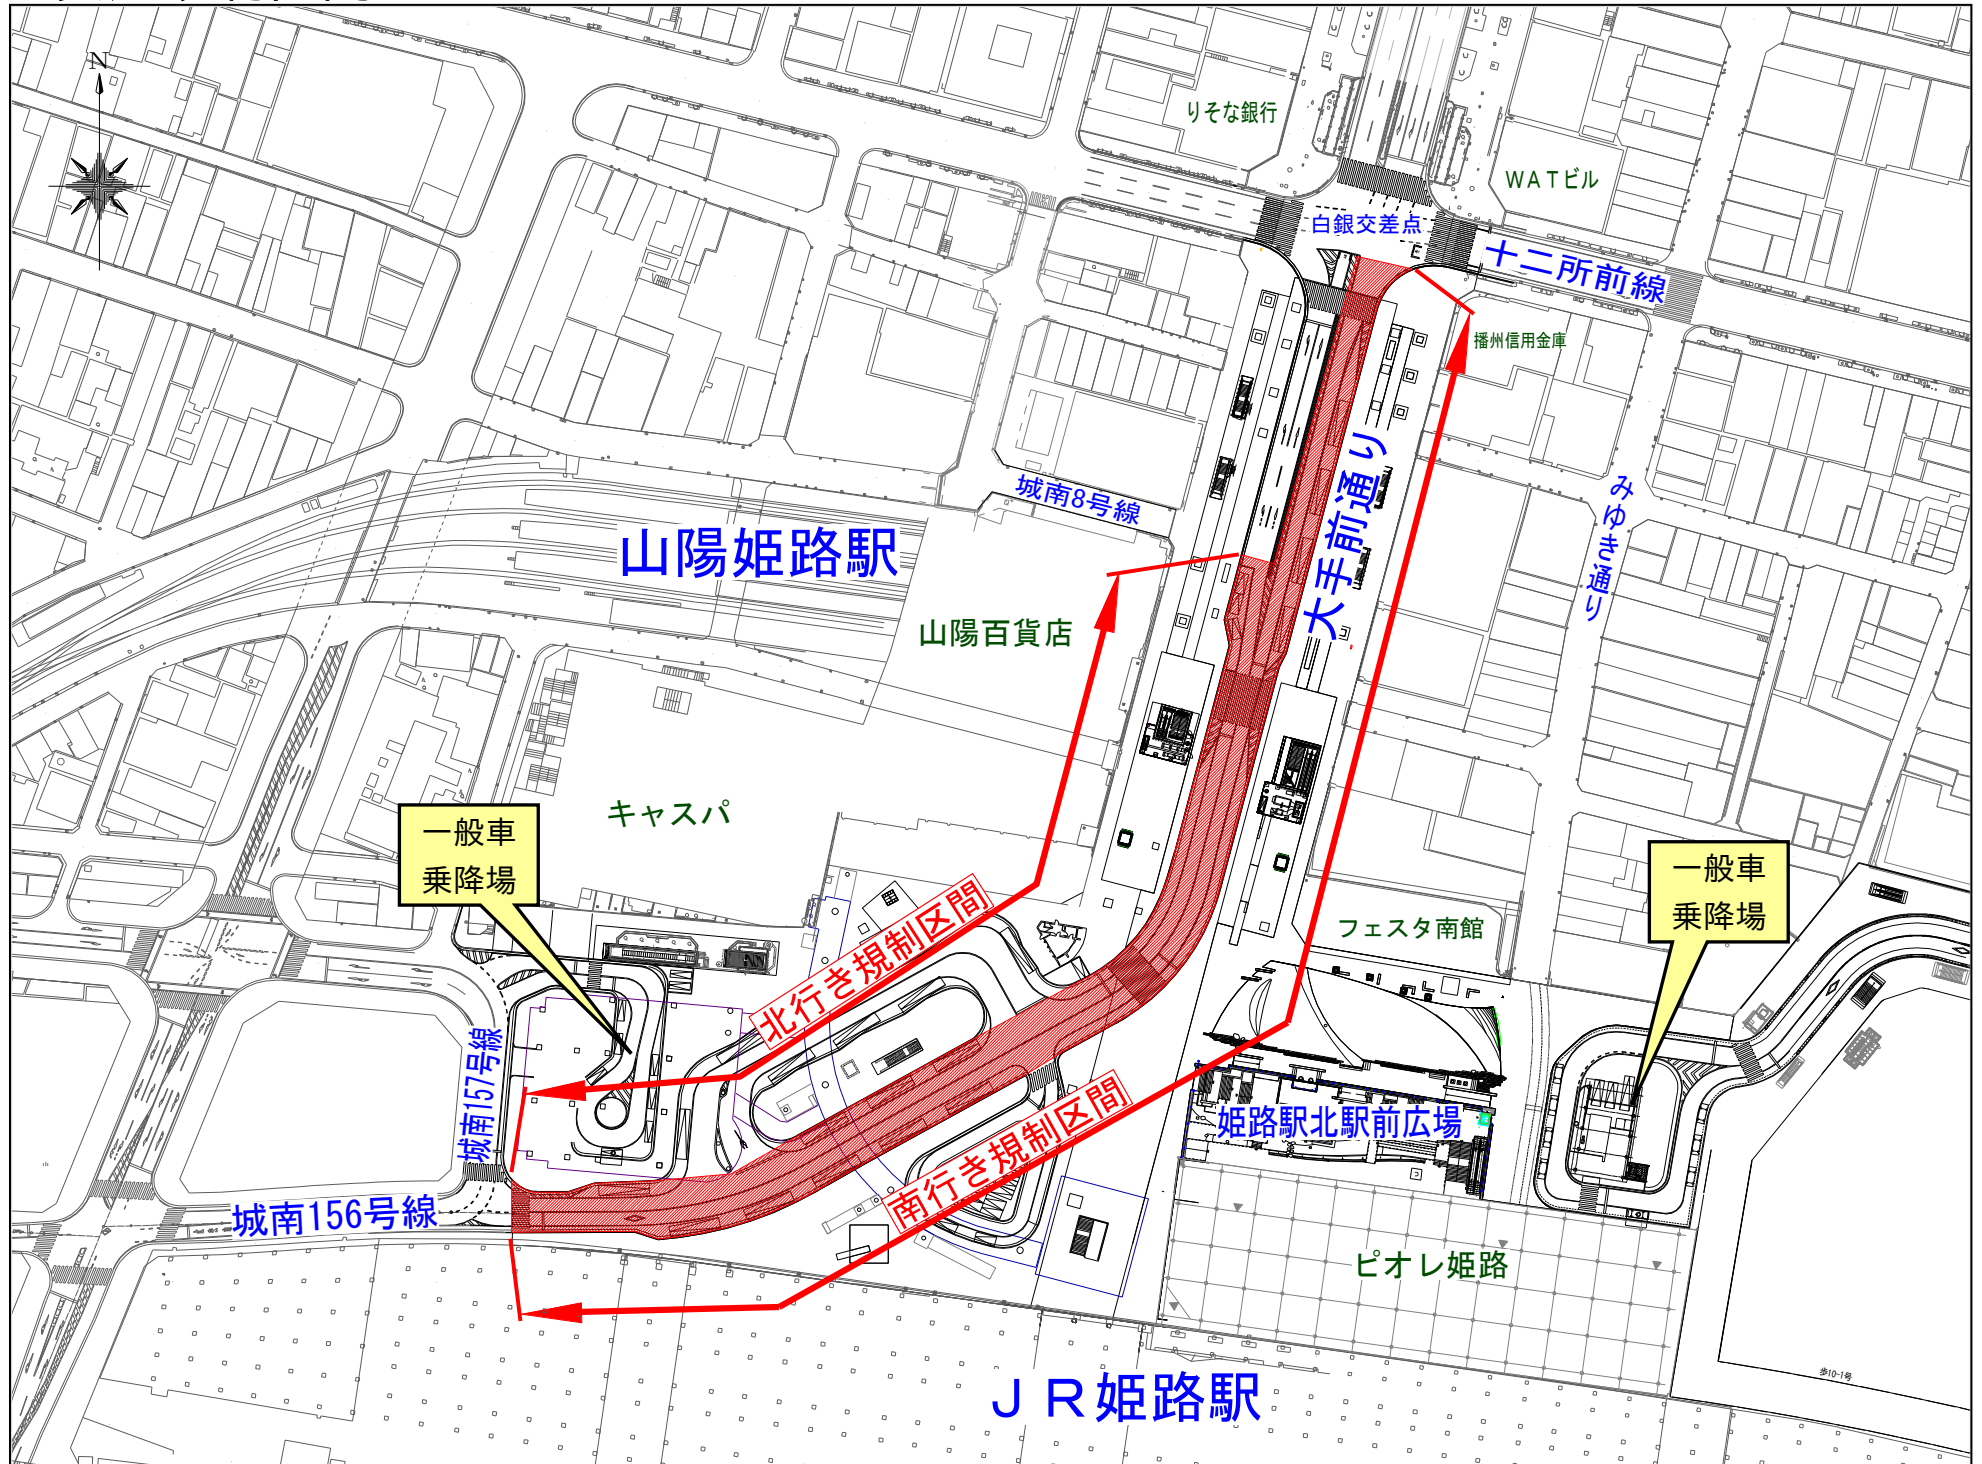 N
りそな銀行
WATビル
白銀交差点
E
十二所前線
播州信用金庫
大手前通り
みゆき通り
城南8号線
山陽姫路駅
山陽百貨店
キャスパ
一般車
乗降場
一般車
乗降場
フェスタ南館
北行き規制区間
南行き規制区間
城南157号線
姫路駅北駅前広場
城南156号線
ピオレ姫路
JR姫路駅
歩10-1号